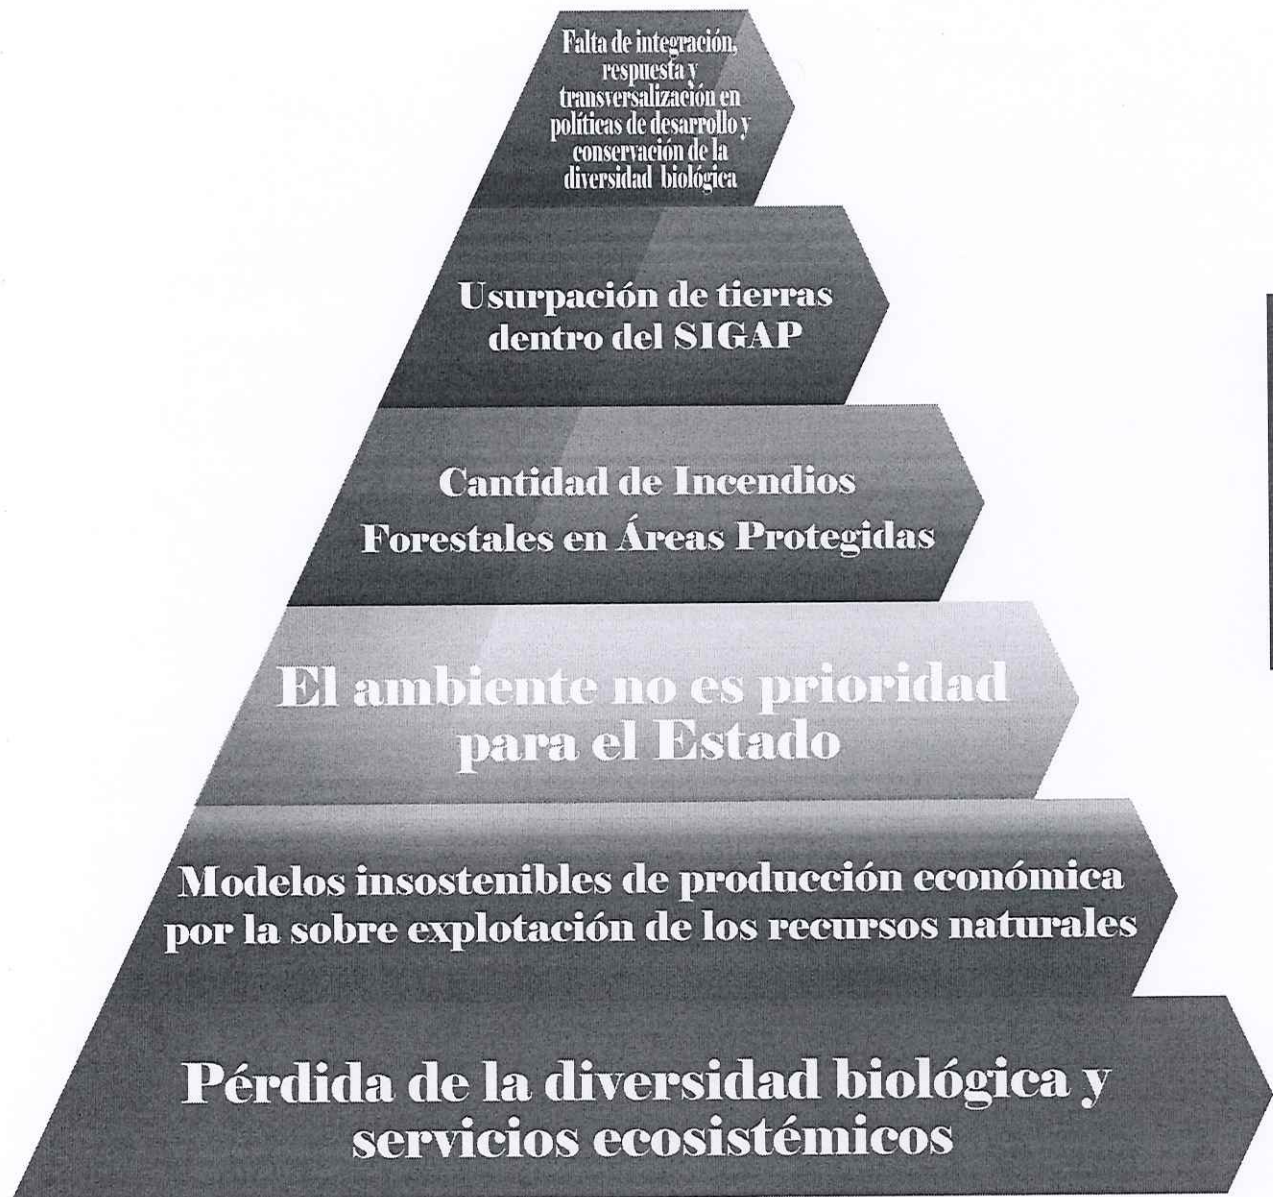 Falta de integración,
respuesta y
transversalización en
políticas de desarrollo y
conservación de la
diversidad biológica
Usurpación de tierras
dentro del SIGAP
Cantidad de Incendios
Forestales en Áreas Protegidas
El ambiente no es prioridad
para el Estado
Modelos insostenibles de producción económica
por la sobre explotación de los recursos naturales
Pérdida de la diversidad biológica y
servicios ecosistémicos